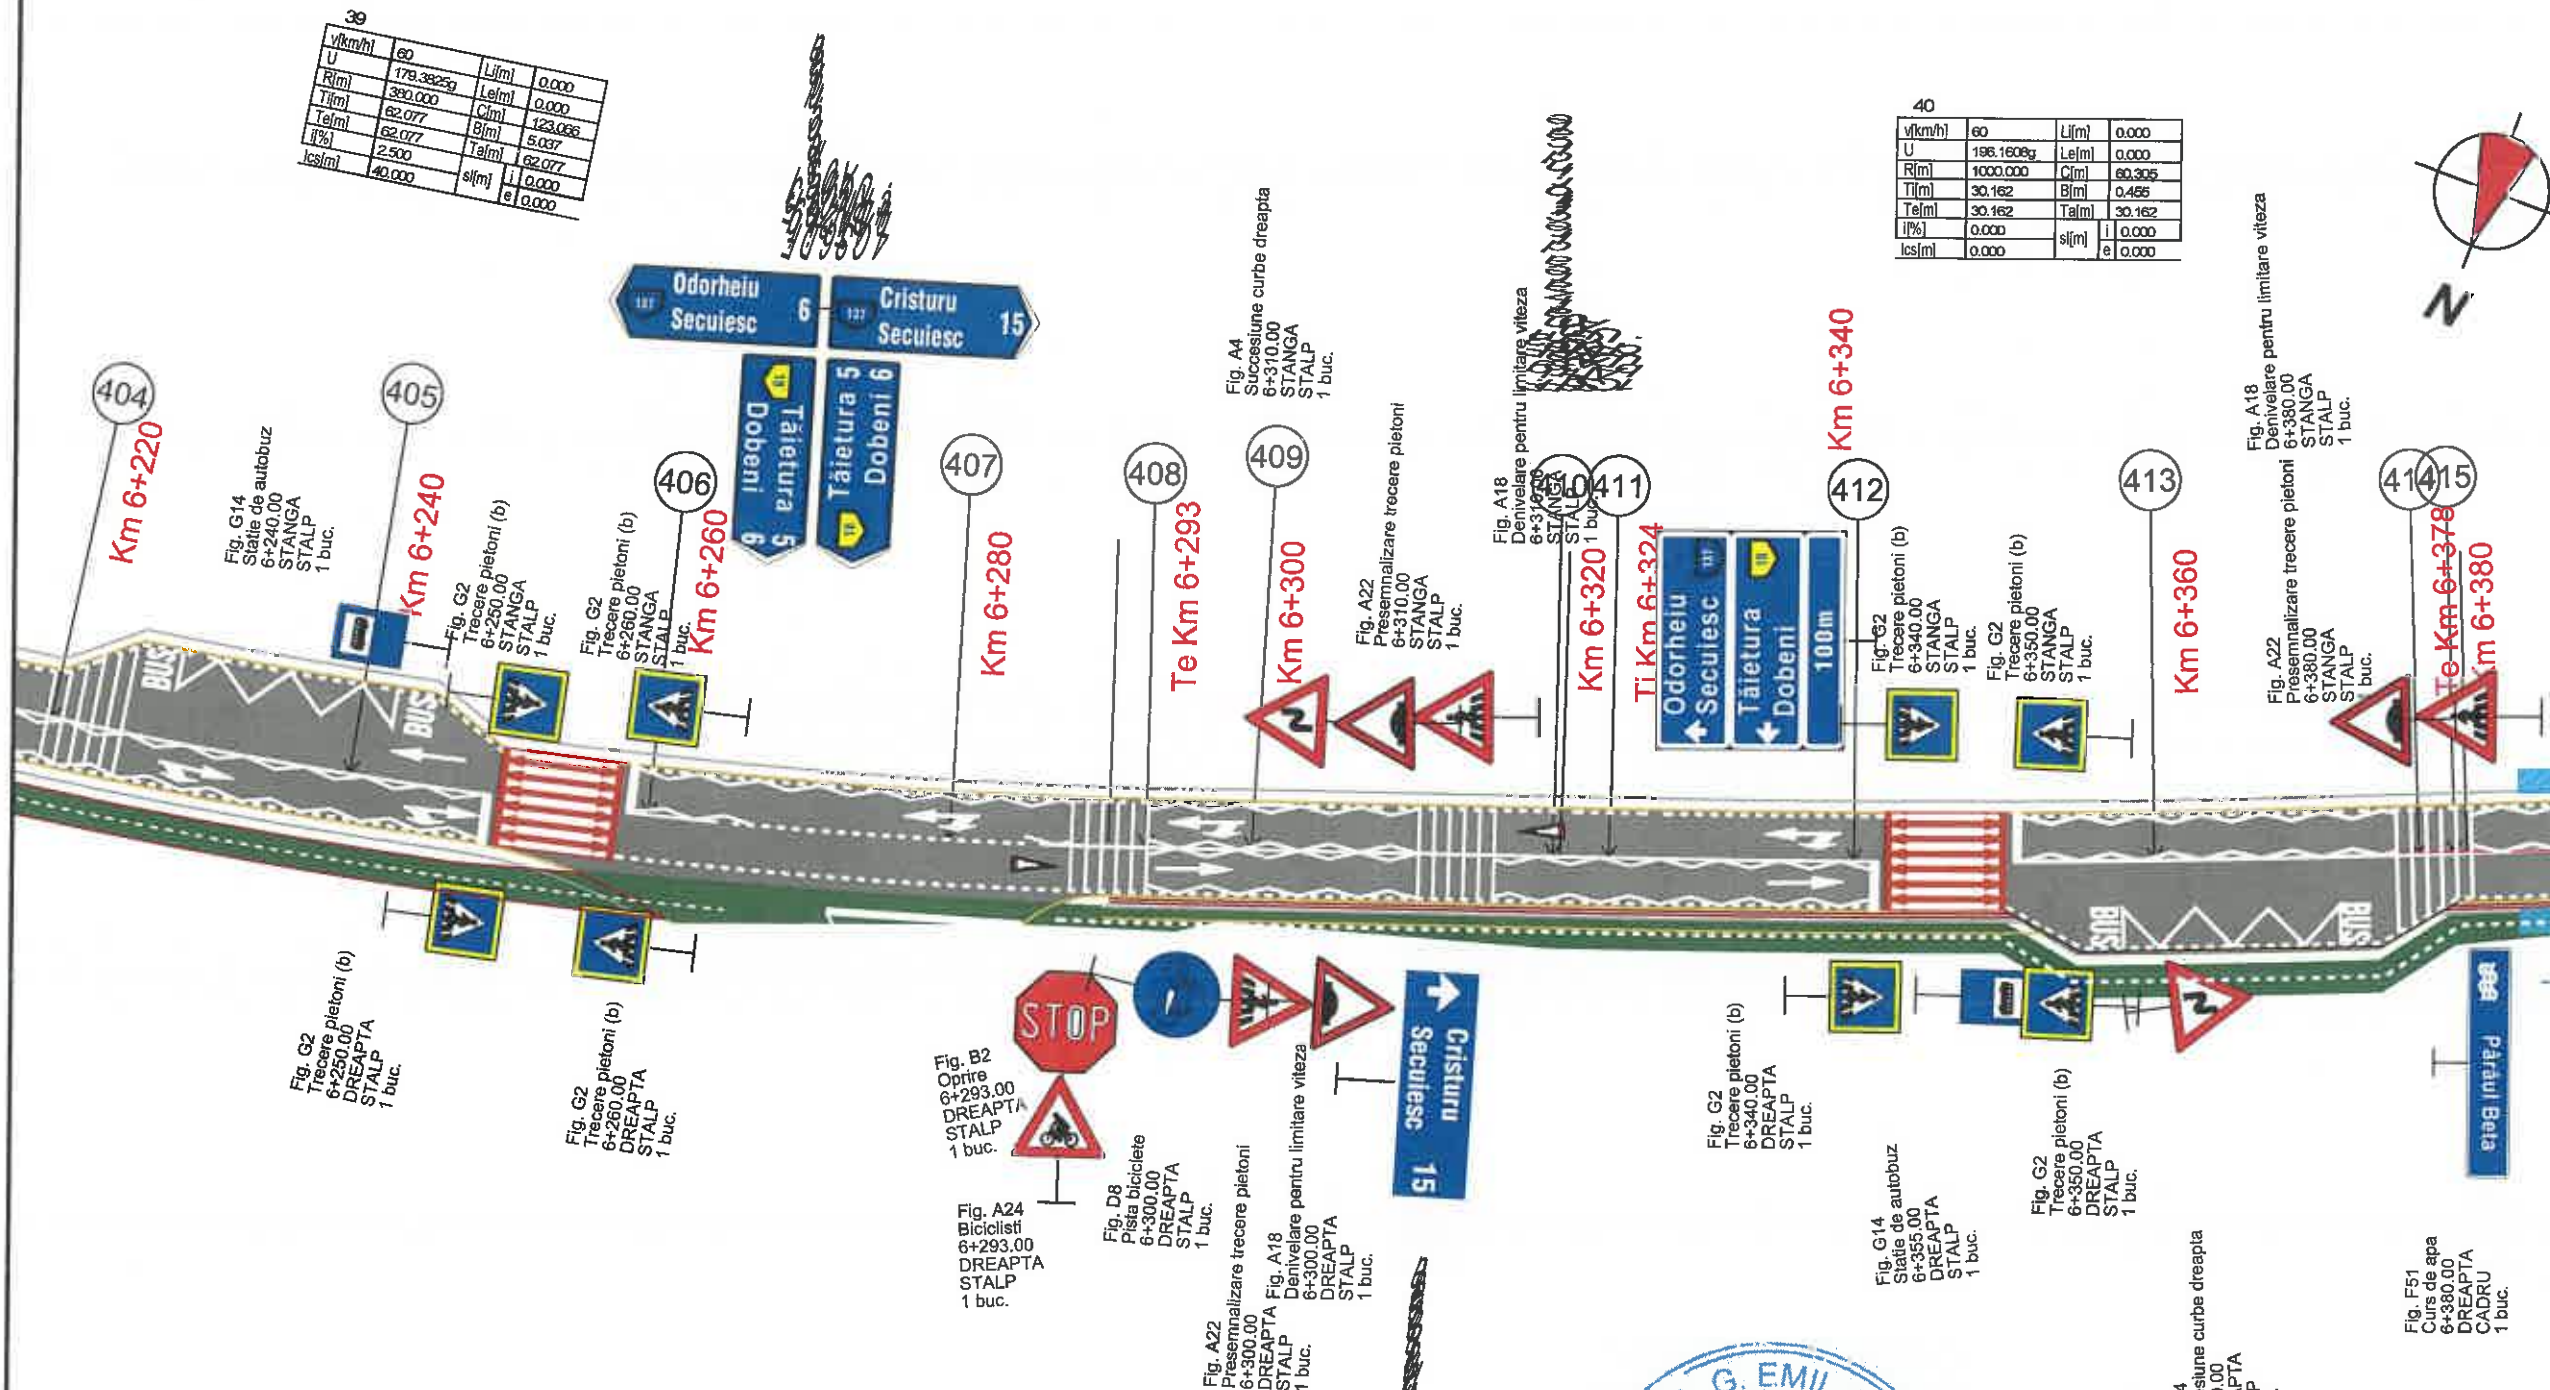 39
v[km/h] 60 Li[m] 0.000
U 179.3825g Le[m] 0.000
R[m] 380.000 C[m] 123.066
Ti[m] 62.077 B[m] 5.037
Te[m] 62.077 Ta[m] 62.077
i[%] 2.500 sl[m] i 0.000
lcs[m] 40.000 e 0.000
40
v[km/h] 60 Li[m] 0.000
U 196.1608g Le[m] 0.000
R[m] 1000.000 C[m] 60.305
Ti[m] 30.162 B[m] 0.455
Te[m] 30.162 Ta[m] 30.162
i[%] 0.000 sl[m] i 0.000
lcs[m] 0.000 e 0.000
N
137
Odorheiu
Secuiesc 6
137
Cristuru
Secuiesc 15
Tăietura 5
Dobeni 6
Tăietura 5
Dobeni 6
404
Km 6+220
Fig. G14
Statie de autobuz
6+240.00
STANGA
STALP
1 buc.
405
Km 6+240
Fig. G2
Trecere pietoni (b)
6+250.00
STANGA
STALP
1 buc.
Fig. G2
Trecere pietoni (b)
6+260.00
STANGA
STALP
1 buc.
406
Km 6+260
407
Km 6+280
408
Te Km 6+293
Fig. A4
Succesiune curbe dreapta
6+310.00
STANGA
STALP
1 buc.
409
Km 6+300
Fig. A22
Presemnalizare trecere pietoni
6+310.00
STANGA
STALP
1 buc.
Fig. A18
Denivelare pentru limitare viteza
STANGA
STALP
1 buc.
410
411
Km 6+320
Ti Km 6+324
Odorheiu
Secuiesc
137
Tăietura
Dobeni
100m
Km 6+340
412
Fig. G2
Trecere pietoni (b)
6+340.00
STANGA
STALP
1 buc.
Fig. G2
Trecere pietoni (b)
6+350.00
STANGA
STALP
1 buc.
413
Km 6+360
Fig. A18
Denivelare pentru limitare viteza
6+380.00
STANGA
STALP
1 buc.
Fig. A22
Presemnalizare trecere pietoni
6+380.00
STANGA
STALP
1 buc.
414
415
Te Km 6+378
Km 6+380
BUS
BUS
BUS
BUS
Fig. G2
Trecere pietoni (b)
6+250.00
DREAPTA
STALP
1 buc.
Fig. G2
Trecere pietoni (b)
6+260.00
DREAPTA
STALP
1 buc.
STOP
Fig. B2
Oprire
6+293.00
DREAPTA
STALP
1 buc.
Fig. A24
Biciclisti
6+293.00
DREAPTA
STALP
1 buc.
Fig. D8
Pista biciclete
6+300.00
DREAPTA
STALP
1 buc.
Fig. A22
Presemnalizare trecere pietoni
6+300.00
DREAPTA
STALP
1 buc.
Fig. A18
Denivelare pentru limitare viteza
6+300.00
DREAPTA
STALP
1 buc.
Cristuru
Secuiesc 15
Fig. G2
Trecere pietoni (b)
6+340.00
DREAPTA
STALP
1 buc.
Fig. G14
Statie de autobuz
6+355.00
DREAPTA
STALP
1 buc.
Fig. G2
Trecere pietoni (b)
6+350.00
DREAPTA
STALP
1 buc.
curbe dreapta
Pârâul Beta
Fig. F51
Curs de apa
6+380.00
DREAPTA
CADRU
1 buc.
G. EMIL